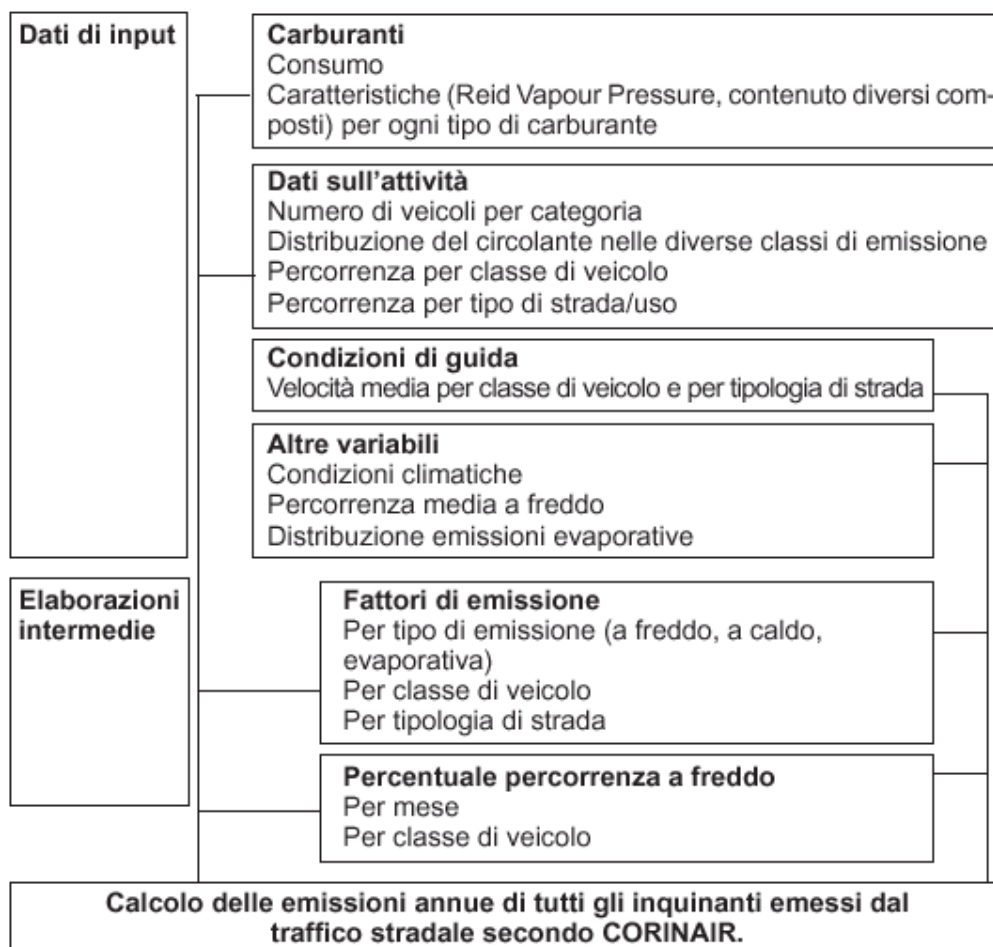 Dati di input
Carburanti
Consumo
Caratteristiche (Reid Vapour Pressure, contenuto diversi com-
posti) per ogni tipo di carburante
Dati sull'attività
Numero di veicoli per categoria
Distribuzione del circolante nelle diverse classi di emissione
Percorrenza per classe di veicolo
Percorrenza per tipo di strada/uso
Condizioni di guida
Velocità media per classe di veicolo e per tipologia di strada
Altre variabili
Condizioni climatiche
Percorrenza media a freddo
Distribuzione emissioni evaporative
Elaborazioni
intermedie
Fattori di emissione
Per tipo di emissione (a freddo, a caldo,
evaporativa)
Per classe di veicolo
Per tipologia di strada
Percentuale percorrenza a freddo
Per mese
Per classe di veicolo
Calcolo delle emissioni annue di tutti gli inquinanti emessi dal
traffico stradale secondo CORINAIR.